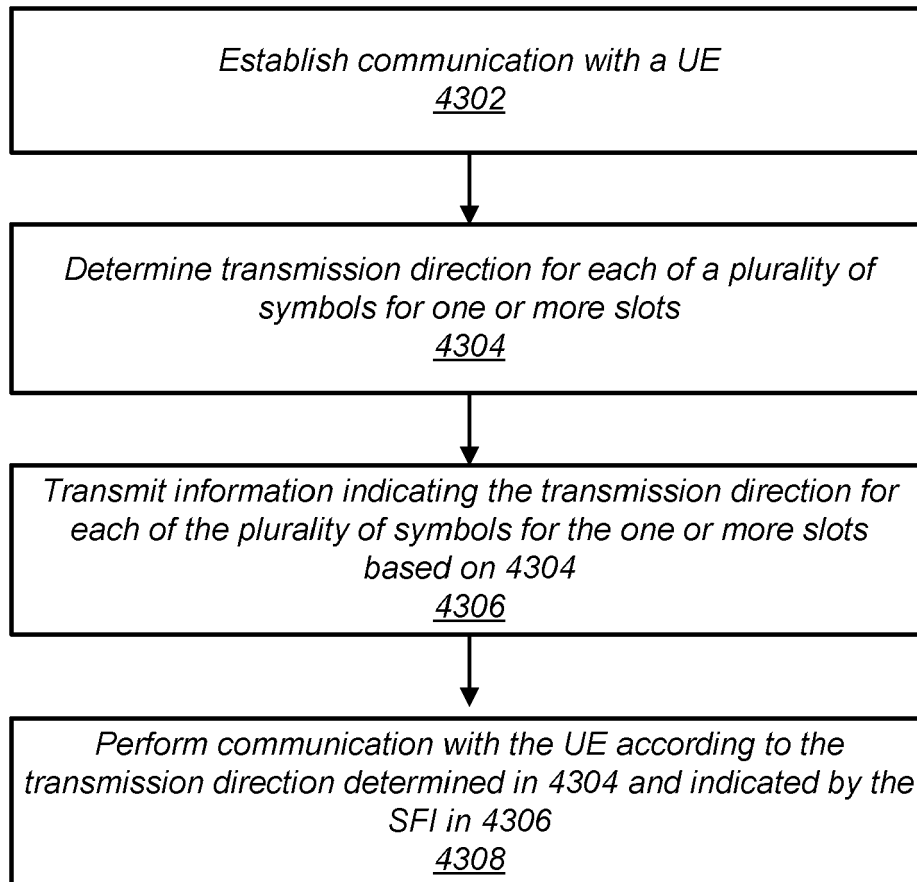 Establish communication with a UE
4302
Determine transmission direction for each of a plurality of
symbols for one or more slots
4304
Transmit information indicating the transmission direction for
each of the plurality of symbols for the one or more slots
based on 4304
4306
Perform communication with the UE according to the
transmission direction determined in 4304 and indicated by the
SFI in 4306
4308